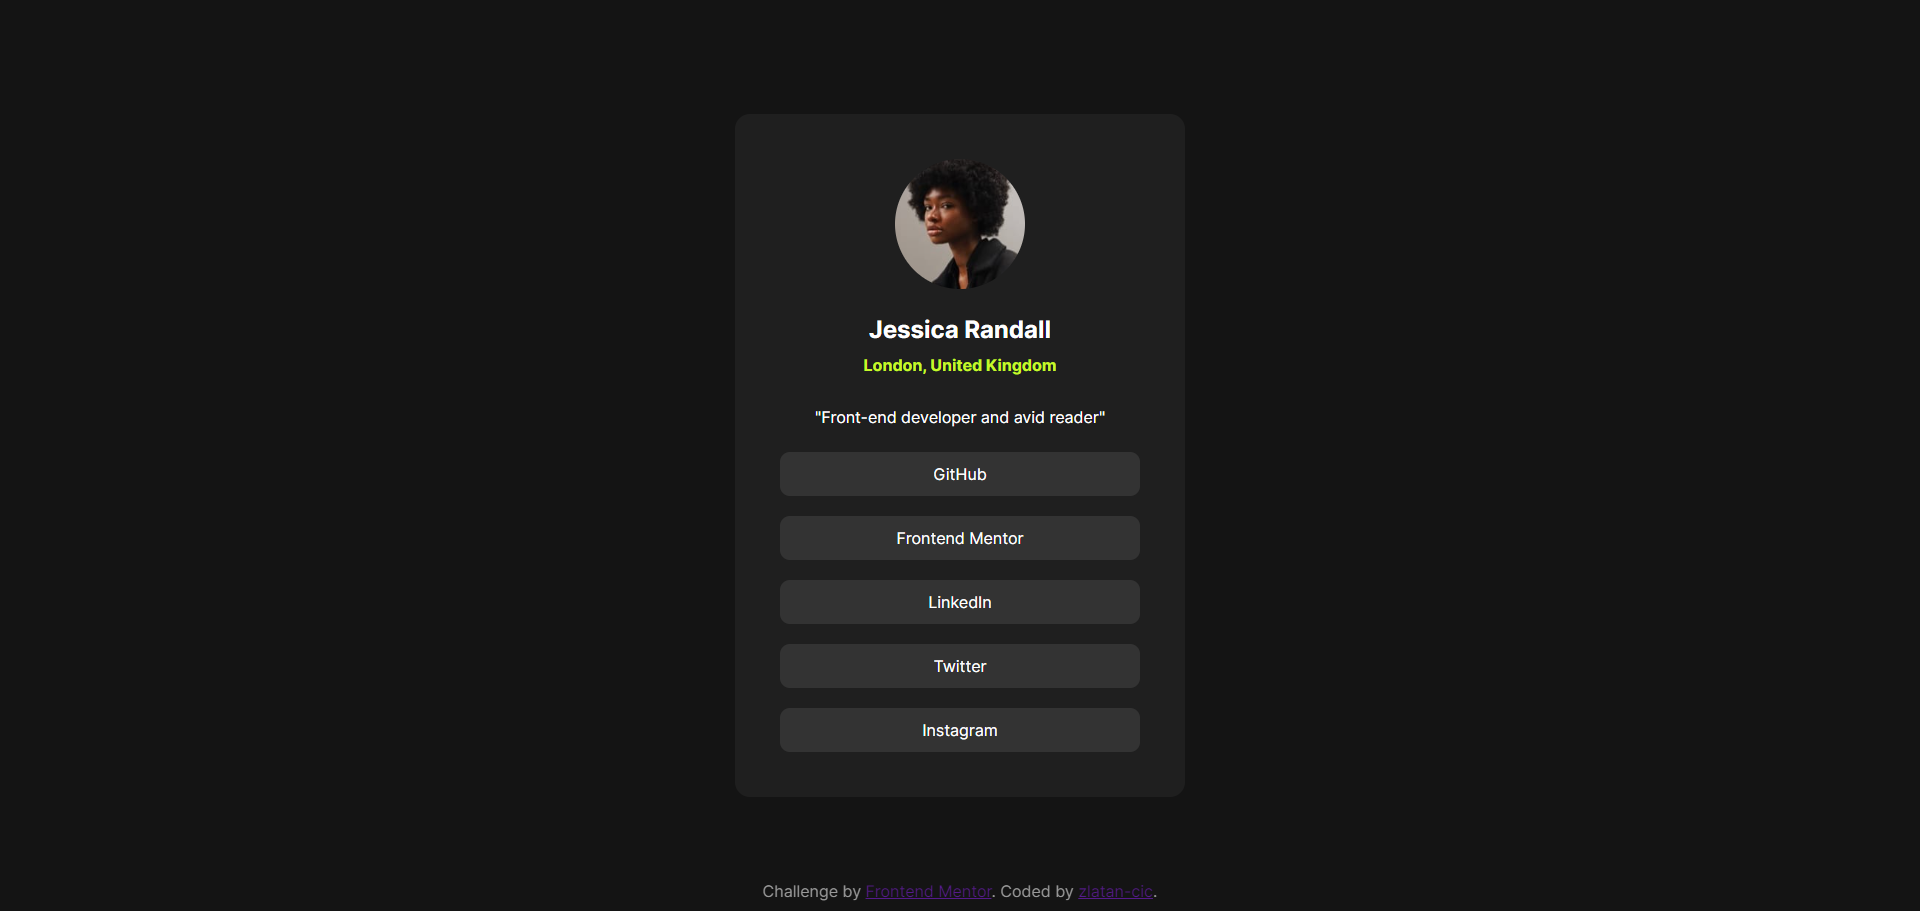 Jessica Randall
London, United Kingdom
"Front-end developer and avid reader"
GitHub
Frontend Mentor
LinkedIn
Twitter
Instagram
Challenge by Frontend Mentor. Coded by zlatan-cic.